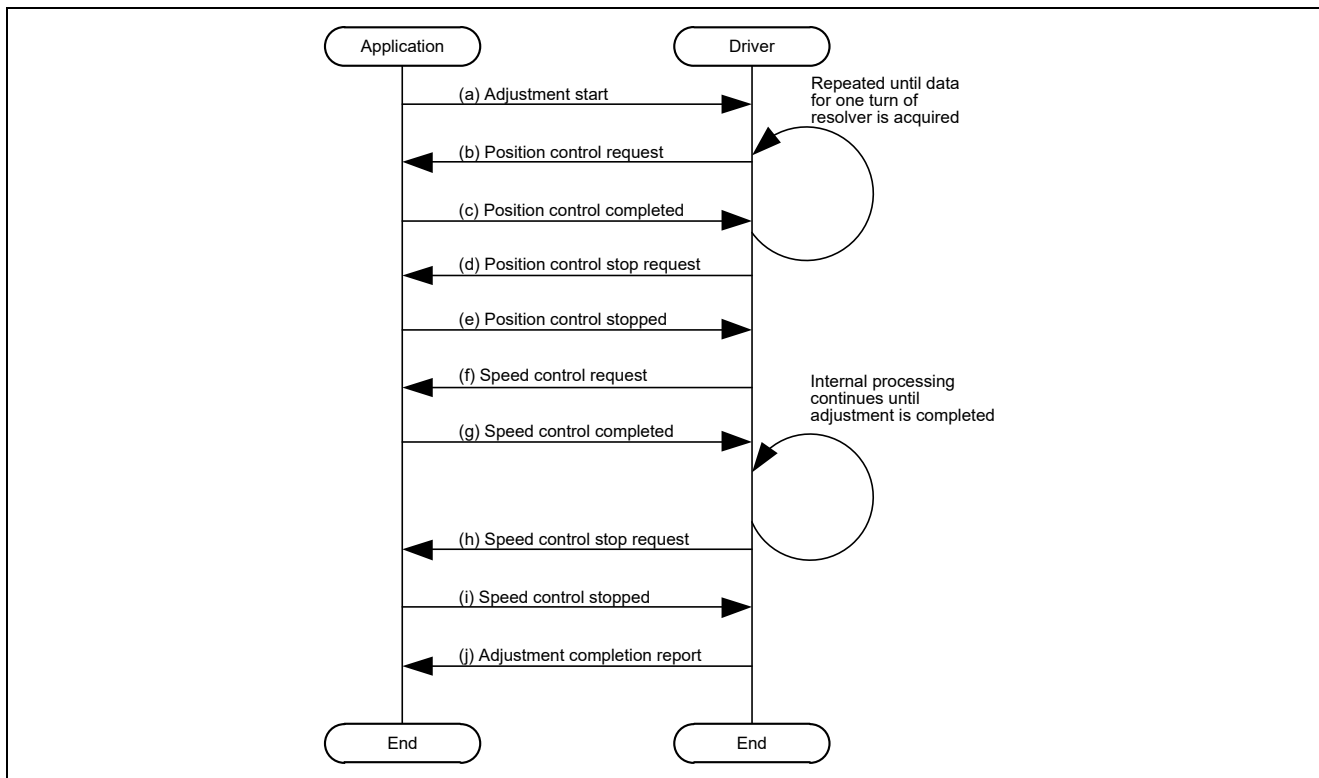 Application
Driver
(a) Adjustment start
Repeated until data
for one turn of
resolver is acquired
(b) Position control request
(c) Position control completed
(d) Position control stop request
(e) Position control stopped
(f) Speed control request
Internal processing
continues until
adjustment is completed
(g) Speed control completed
(h) Speed control stop request
(i) Speed control stopped
(j) Adjustment completion report
End
End